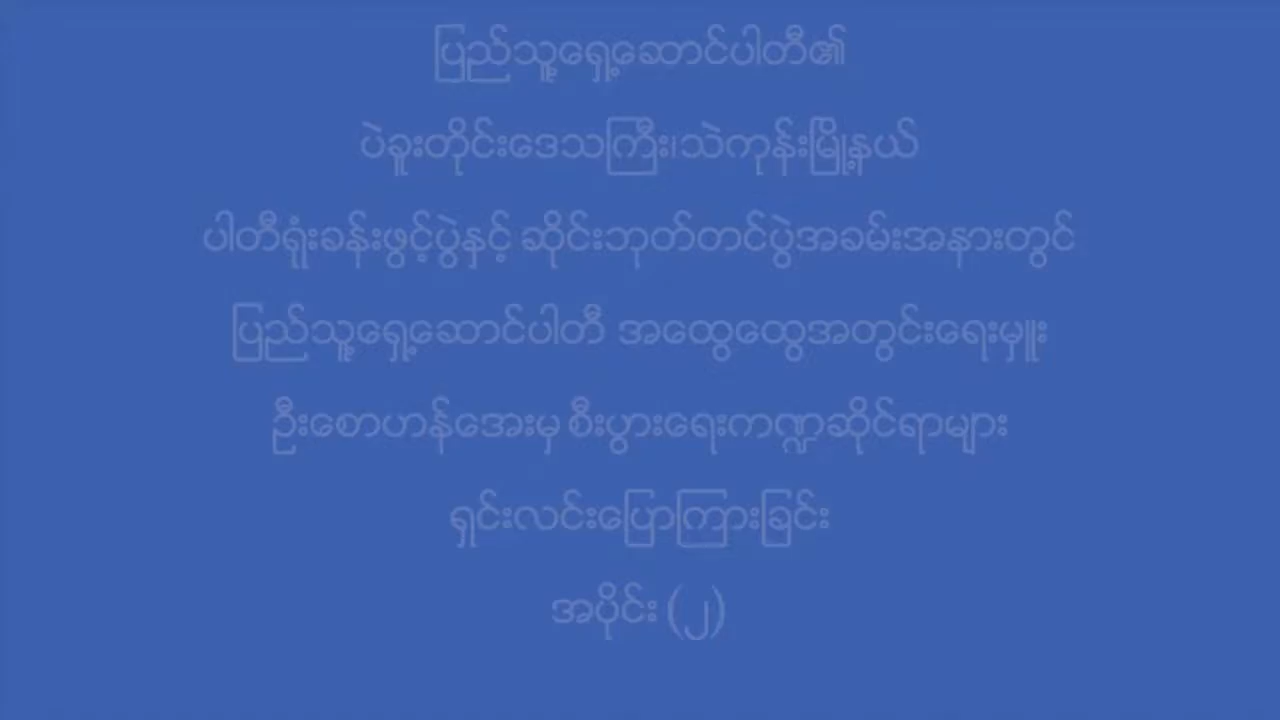 ပြည်သူ့ရှေ့ဆောင်ပါတီ၏
ပဲခူးတိုင်းဒေသကြီး၊သဲကုန်းမြို့နယ်
ပါတီရုံးခန်းဖွင့်ပွဲနှင့် ဆိုင်းဘုတ်တင်ပွဲအခမ်းအနားတွင်
ပြည်သူ့ရှေ့ဆောင်ပါတီ အထွေထွေအတွင်းရေးမှူး
ဦးစောဟန်အေးမှ စီးပွားရေးကဏ္ဍဆိုင်ရာများ
ရှင်းလင်းပြောကြားခြင်း
အပိုင်း (၂)